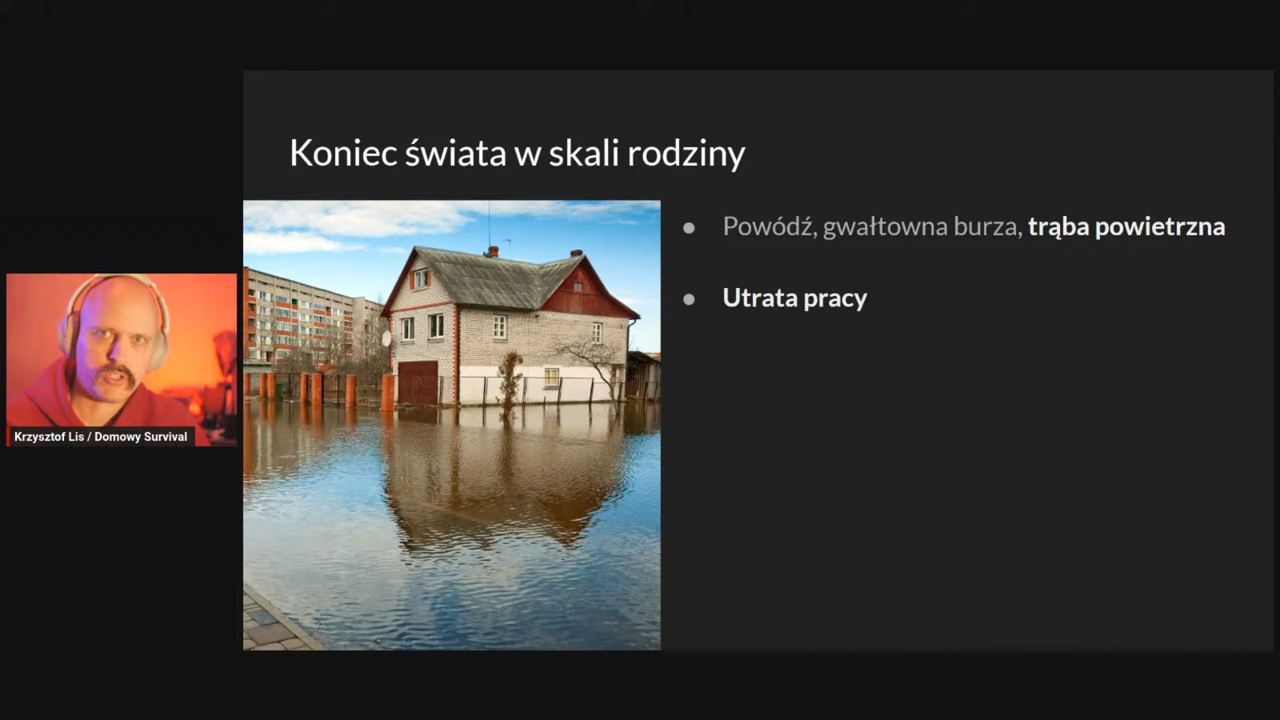 Koniec świata w skali rodziny
Powódź, gwałtowna burza, trąba powietrzna
Utrata pracy
Krzysztof Lis / Domowy Survival